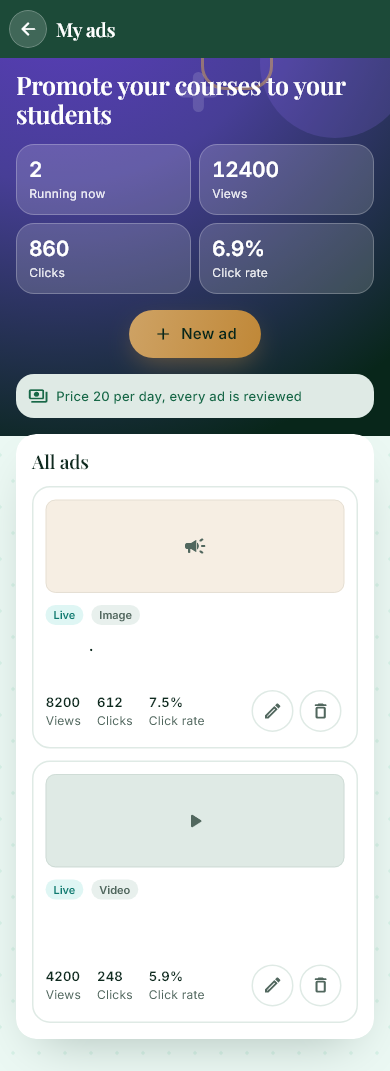 My ads
Promote your courses to your
students
2
Running now
12400
Views
860
Clicks
6.9%
Click rate
+ New ad
Price 20 per day, every ad is reviewed
All ads
Live
Image
.
8200
Views
612
Clicks
7.5%
Click rate
Live
Video
4200
Views
248
Clicks
5.9%
Click rate